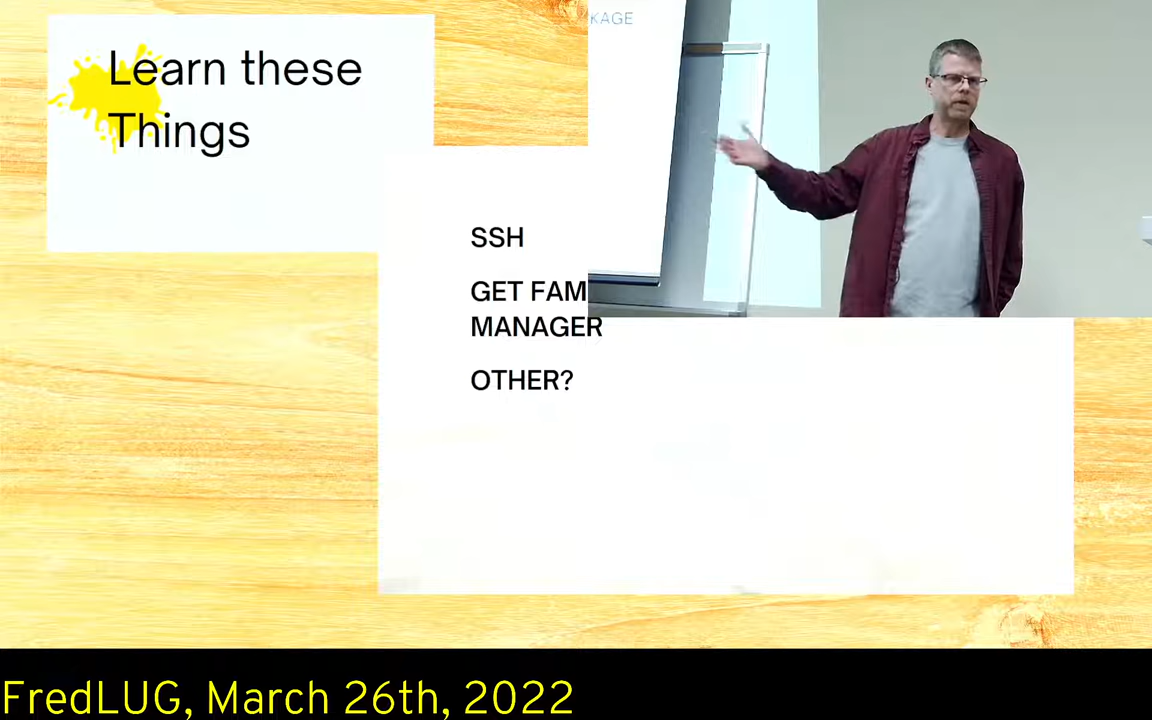 Learn these
Things
KAGE
SSH
GET FAM
MANAGER
OTHER?
FredLUG, March 26th, 2022